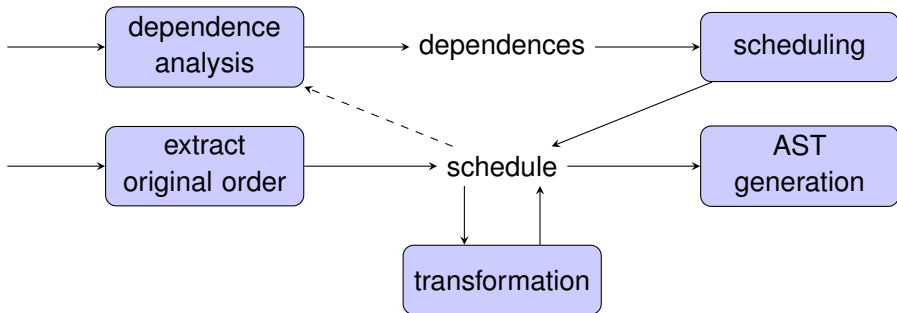 dependence
analysis
dependences
scheduling
extract
original order
schedule
AST
generation
transformation